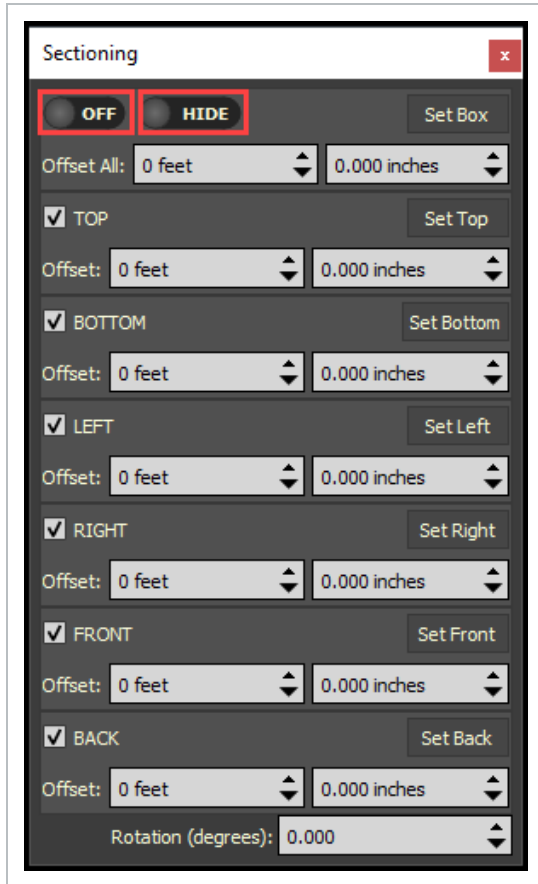 Sectioning x
OFF HIDE Set Box
Offset All: 0 feet 0.000 inches
TOP Set Top
Offset: 0 feet 0.000 inches
BOTTOM Set Bottom
Offset: 0 feet 0.000 inches
LEFT Set Left
Offset: 0 feet 0.000 inches
RIGHT Set Right
Offset: 0 feet 0.000 inches
FRONT Set Front
Offset: 0 feet 0.000 inches
BACK Set Back
Offset: 0 feet 0.000 inches
Rotation (degrees): 0.000